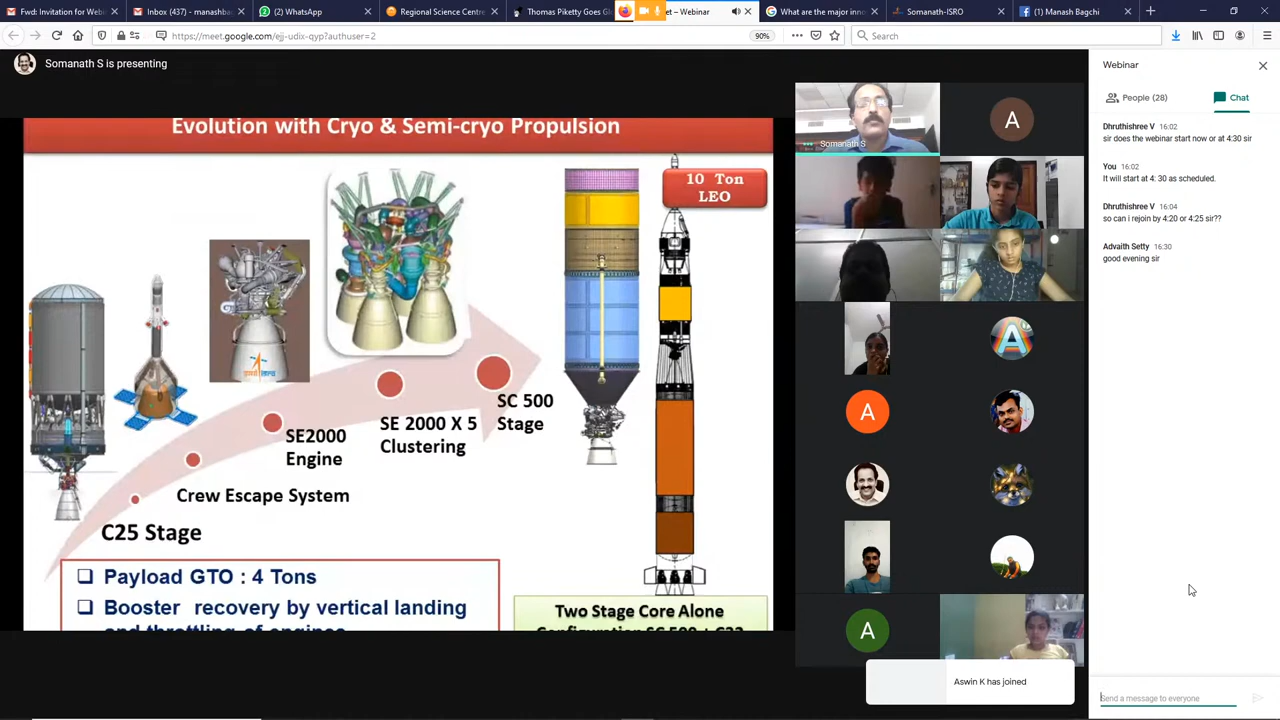 Fwd: Invitation for Webi
Inbox (437) - manashba
(2) WhatsApp
Regional Science Centre
Thomas Piketty Goes Gl
et – Webinar
What are the major inno
Somanath-ISRO
Manash Bagchi
https://meet.google.com/ejj-udix-qyp?authuser=2
90%
Search
Somanath S is presenting
Evolution with Cryo & Semi-cryo Propulsion
10 Ton
LEO
SC 500
Stage
SE 2000 X 5
Clustering
SE2000
Engine
Crew Escape System
C25 Stage
Payload GTO : 4 Tons
Booster recovery by vertical landing
and throttling of engines
Two Stage Core Alone
Somanath S
A
A
A
A
Aswin K has joined
Webinar
People (28)
Chat
Dhruthishree V 16:02
sir does the webinar start now or at 4:30 sir
You 16:02
It will start at 4: 30 as scheduled.
Dhruthishree V 16:04
so can i rejoin by 4:20 or 4:25 sir??
Advaith Setty 16:30
good evening sir
Send a message to everyone